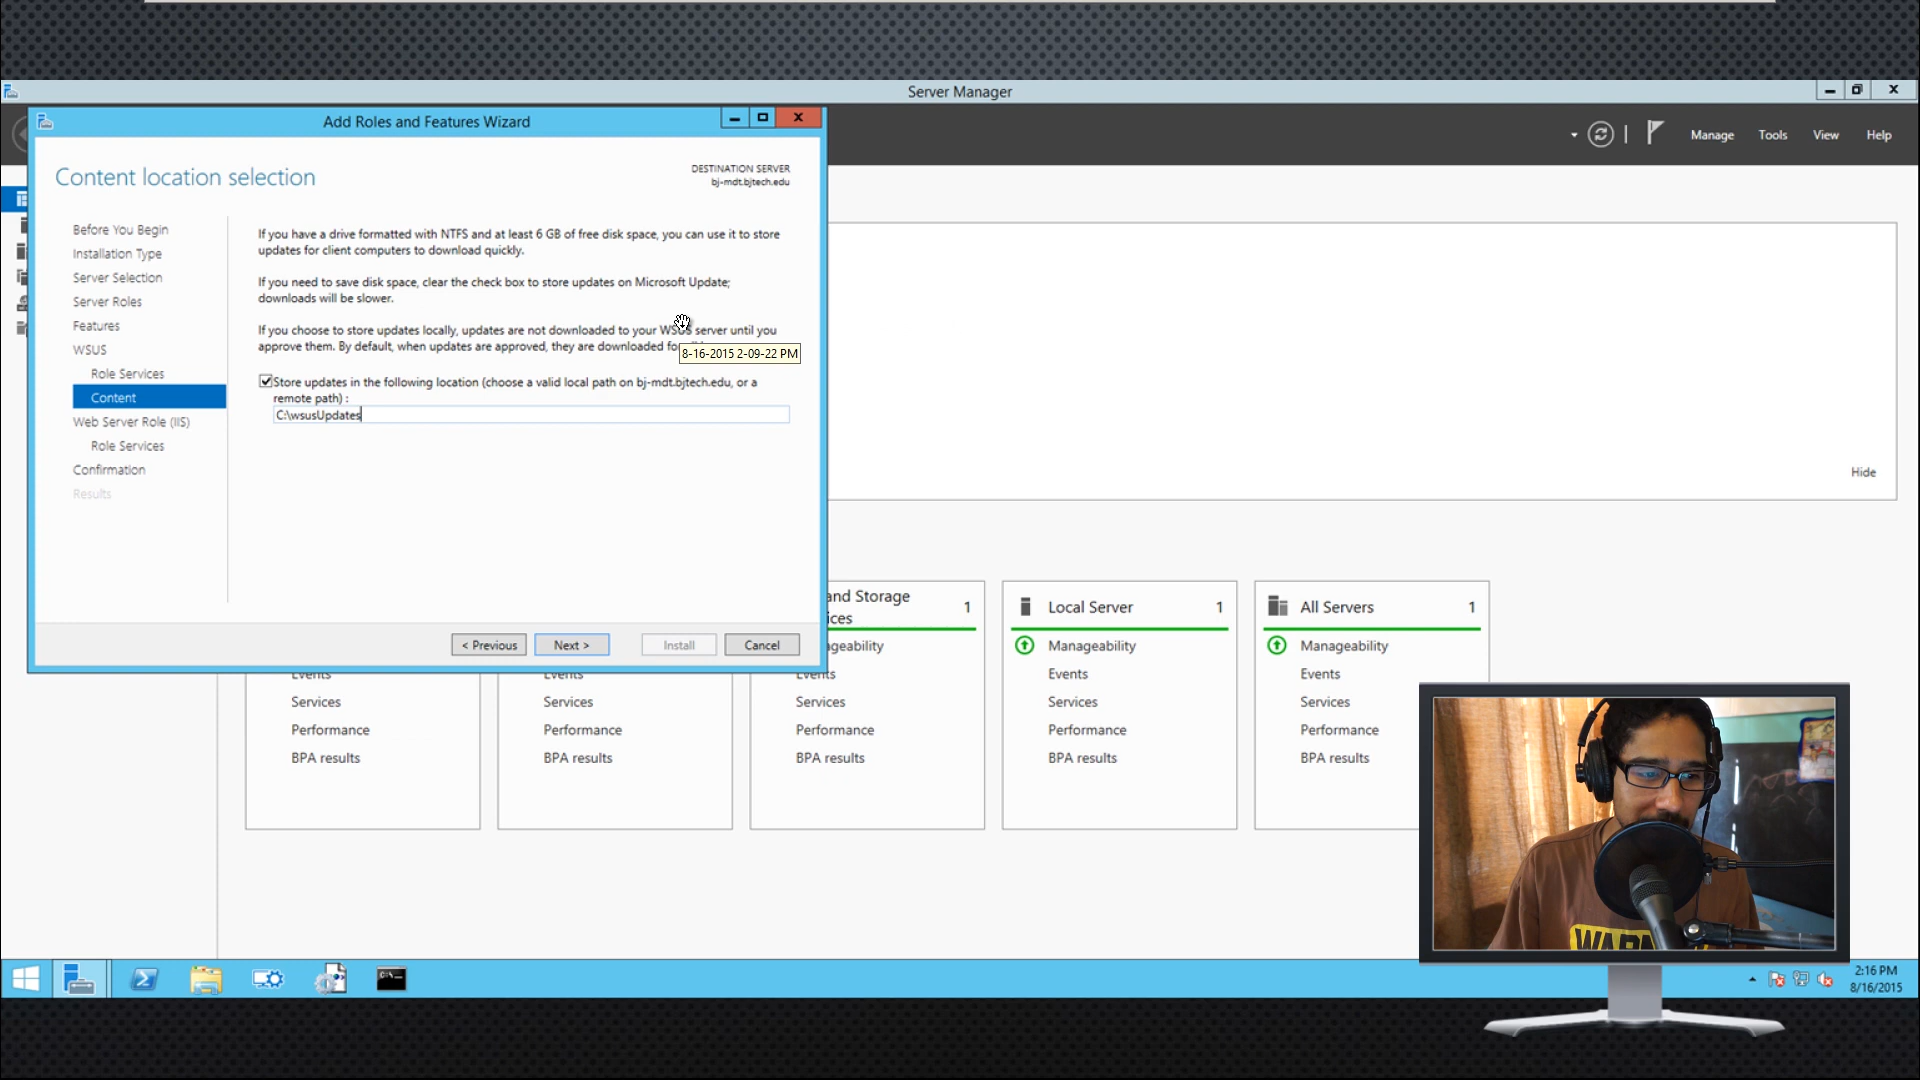 Server Manager
Manage
Tools
View
Help
Add Roles and Features Wizard
Content location selection
DESTINATION SERVER
bj-mdt.bjtech.edu
Before You Begin
Installation Type
Server Selection
Server Roles
Features
WSUS
Role Services
Content
Web Server Role (IIS)
Role Services
Confirmation
Results
If you have a drive formatted with NTFS and at least 6 GB of free disk space, you can use it to store
updates for client computers to download quickly.
If you need to save disk space, clear the check box to store updates on Microsoft Update;
downloads will be slower.
If you choose to store updates locally, updates are not downloaded to your WSUS server until you
approve them. By default, when updates are approved, they are downloaded
8-16-2015 2-09-22 PM
Store updates in the following location (choose a valid local path on bj-mdt.bjtech.edu, or a
remote path) :
C:\wsusUpdates
< Previous
Next >
Install
Cancel
Hide
Events
Services
Performance
BPA results
Events
Services
Performance
BPA results
and Storage
ices
1
geability
Events
Services
Performance
BPA results
Local Server
1
Manageability
Events
Services
Performance
BPA results
All Servers
1
Manageability
Events
Services
Performance
BPA results
2:16 PM
8/16/2015